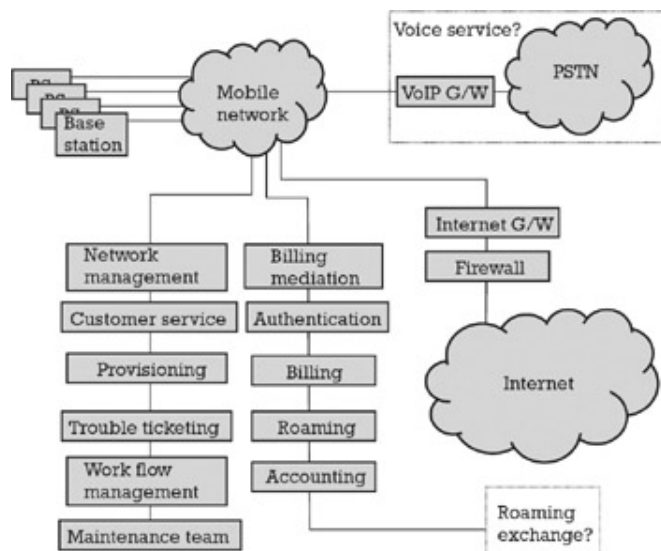 Voice service?
PSTN
VoIP G/W
Mobile
network
Base
station
Internet G/W
Firewall
Internet
Network
management
Customer service
Provisioning
Trouble ticketing
Work flow
management
Maintenance team
Billing
mediation
Authentication
Billing
Roaming
Accounting
Roaming
exchange?